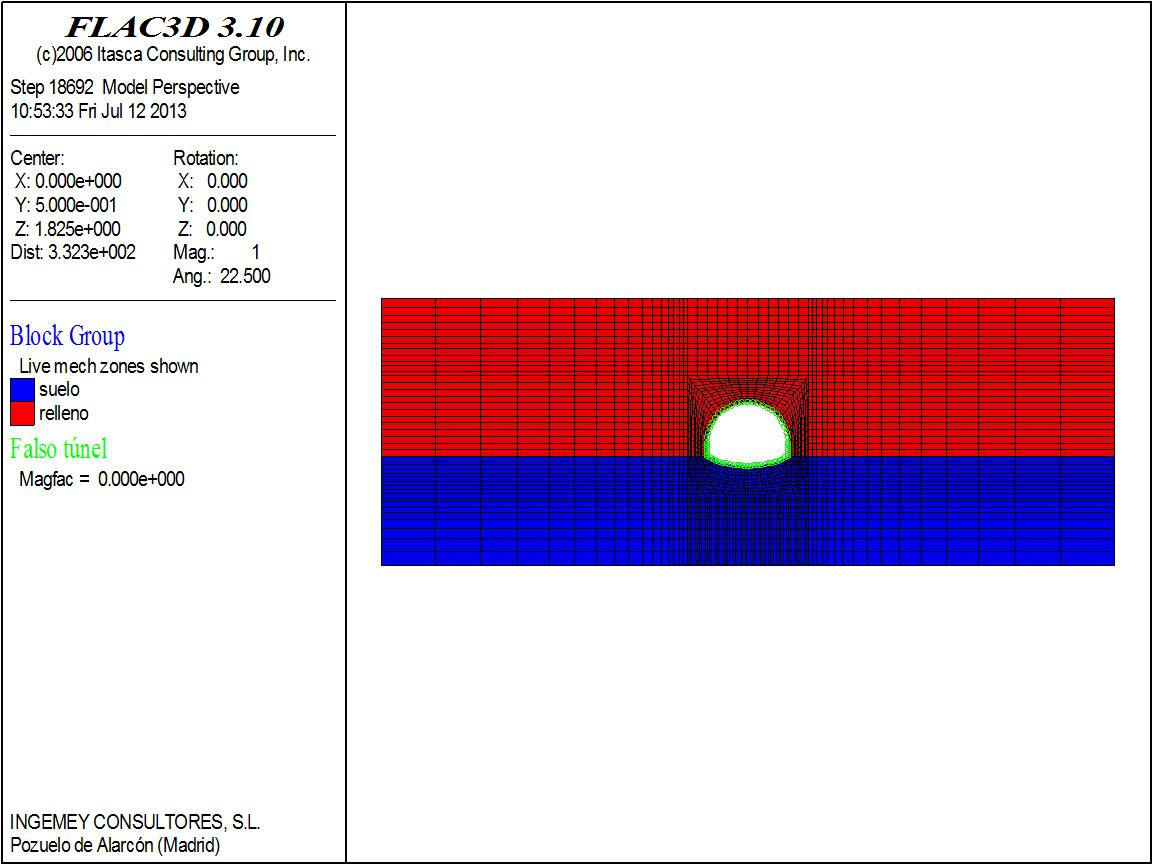 FLAC3D 3.10
(c)2006 Itasca Consulting Group, Inc.
Step 18692 Model Perspective
10:53:33 Fri Jul 12 2013
Center:
X: 0.000e+000
Y: 5.000e-001
Z: 1.825e+000
Dist: 3.323e+002
Rotation:
X: 0.000
Y: 0.000
Z: 0.000
Mag.: 1
Ang.: 22.500
Block Group
Live mech zones shown
suelo
relleno
Falso túnel
Magfac = 0.000e+000
INGEMEY CONSULTORES, S.L.
Pozuelo de Alarcón (Madrid)